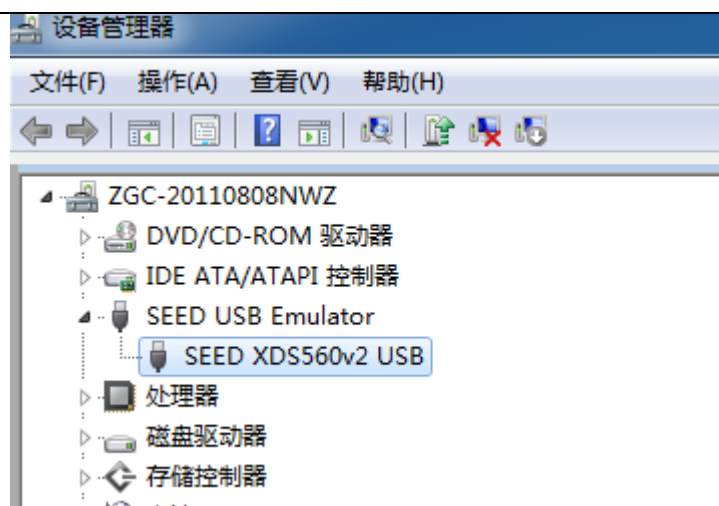 设备管理器
文件(F) 操作(A) 查看(V) 帮助(H)
ZGC-20110808NWZ
DVD/CD-ROM 驱动器
IDE ATA/ATAPI 控制器
SEED USB Emulator
SEED XDS560v2 USB
处理器
磁盘驱动器
存储控制器